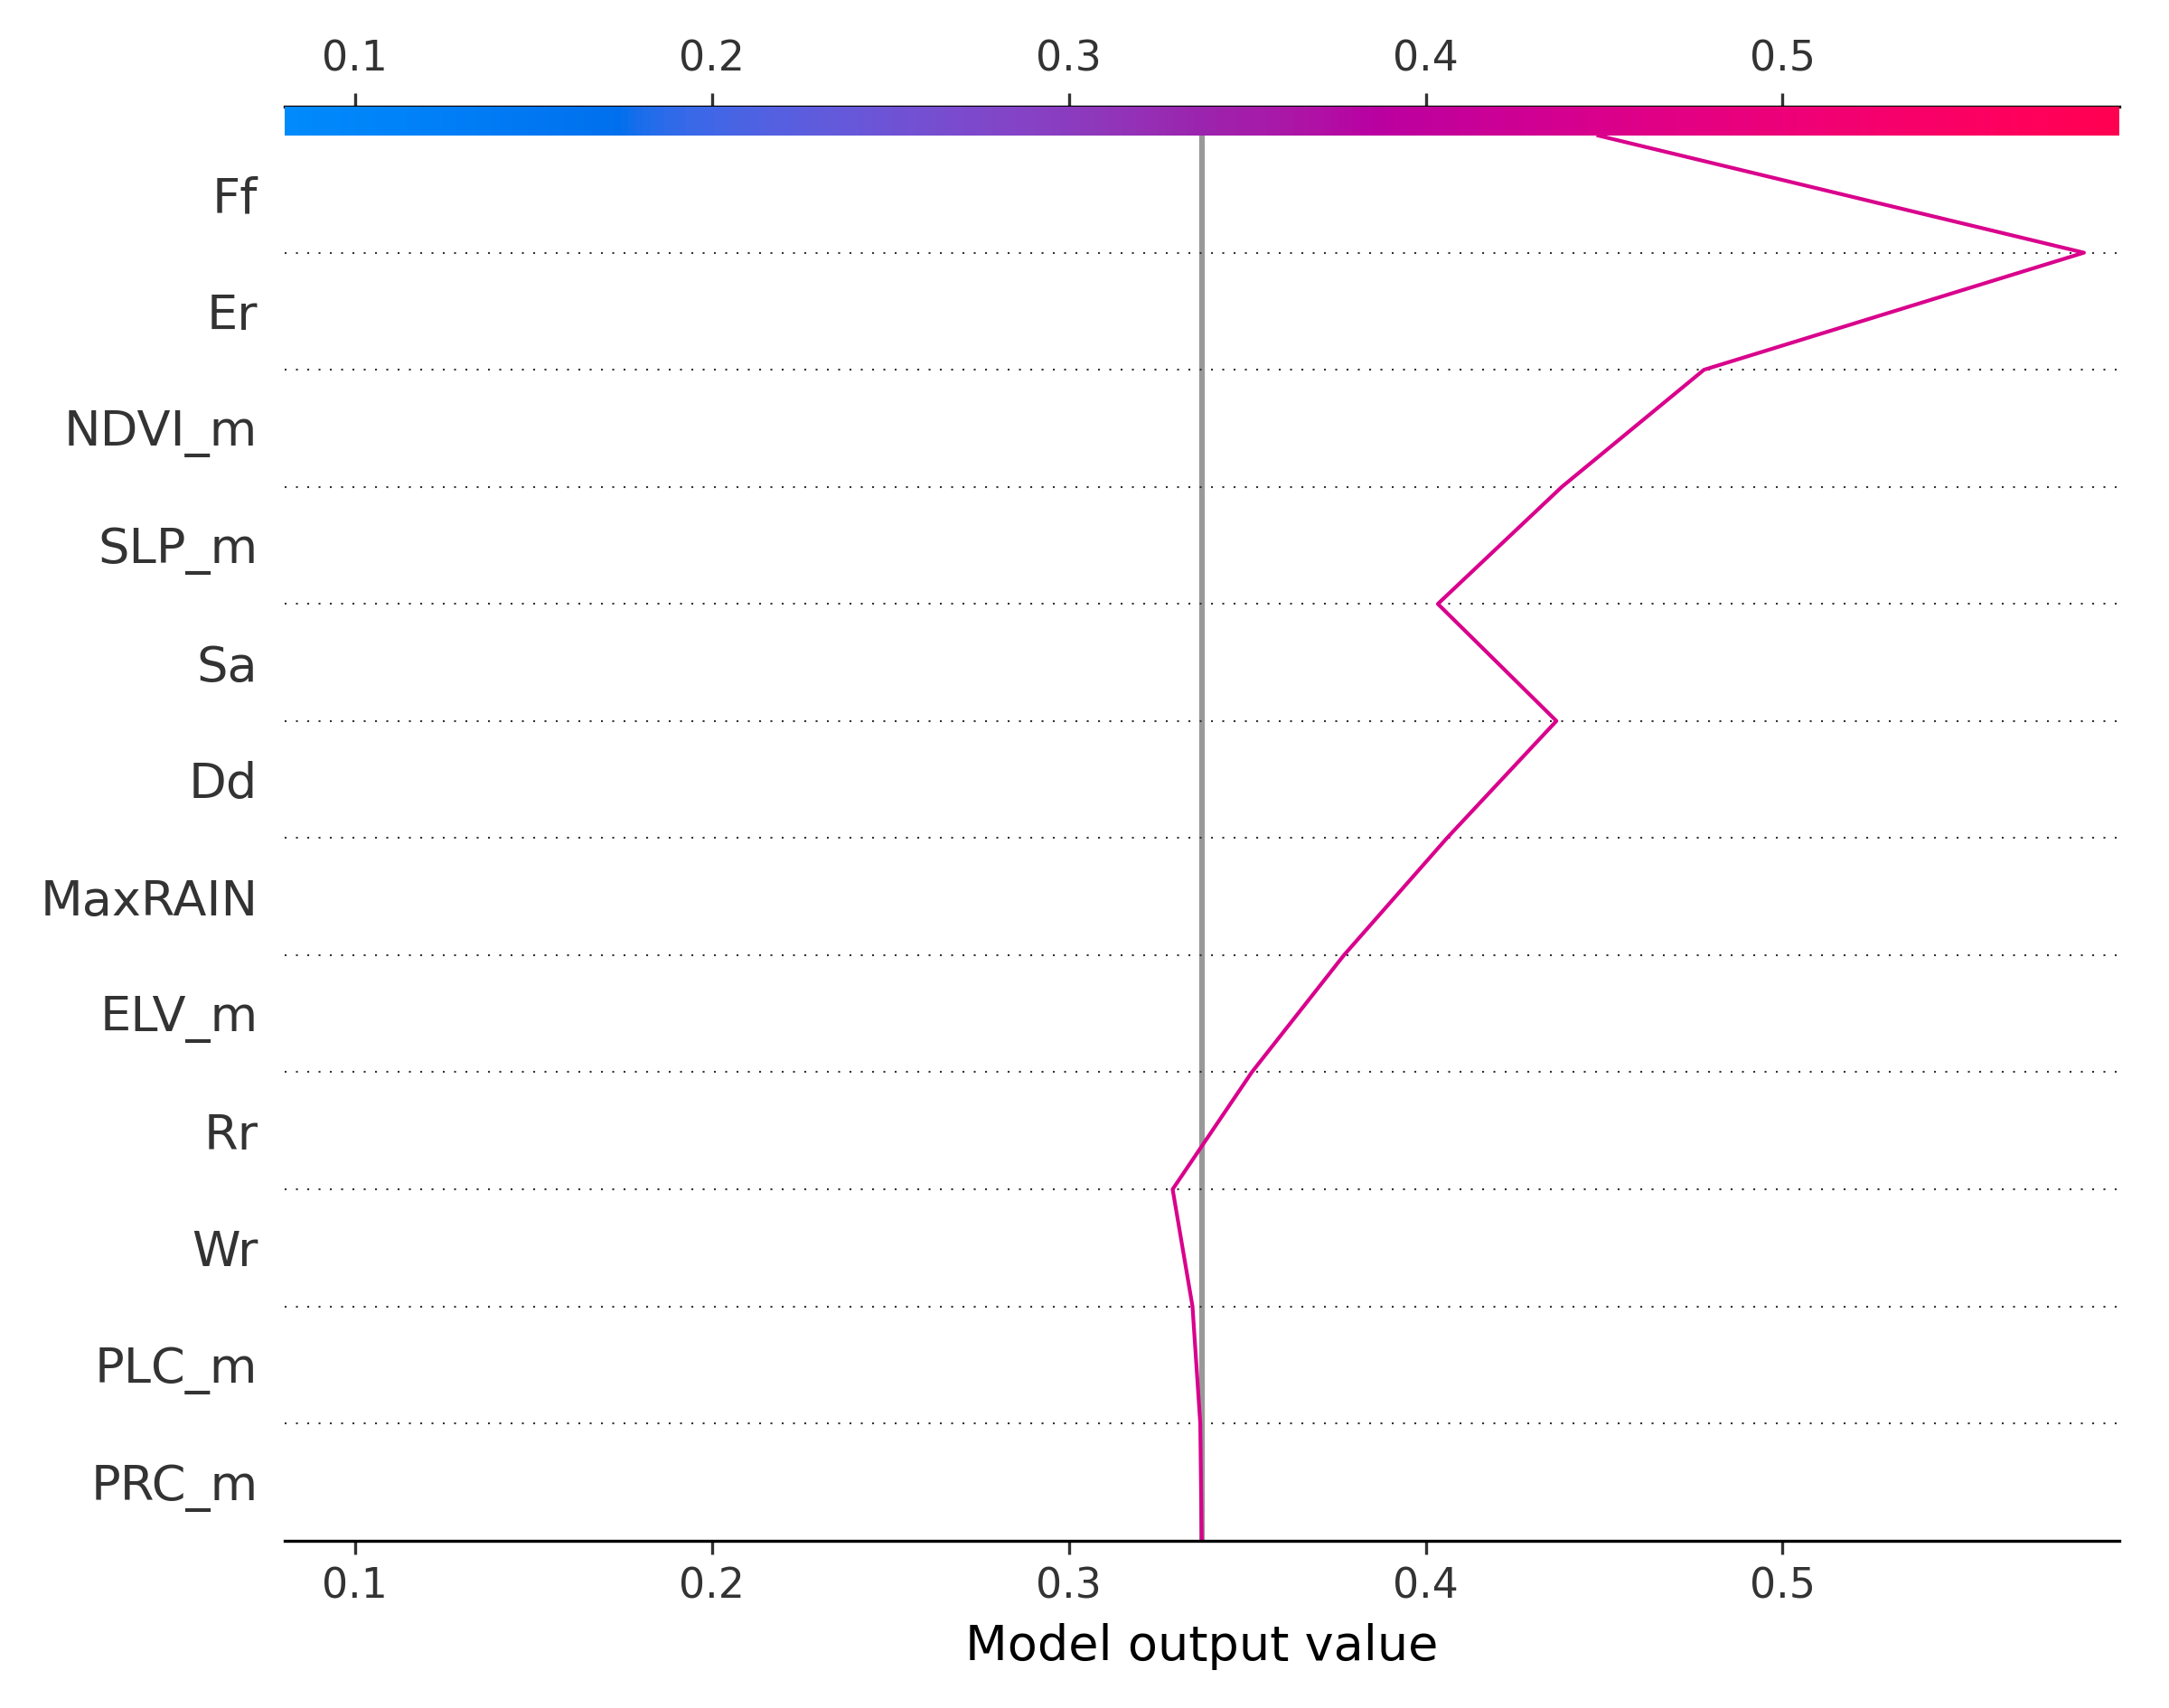 0.1 0.2 0.3 0.4 0.5
Ff
Er
NDVI_m
SLP_m
Sa
Dd
MaxRAIN
ELV_m
Rr
Wr
PLC_m
PRC_m
0.1 0.2 0.3 0.4 0.5
Model output value